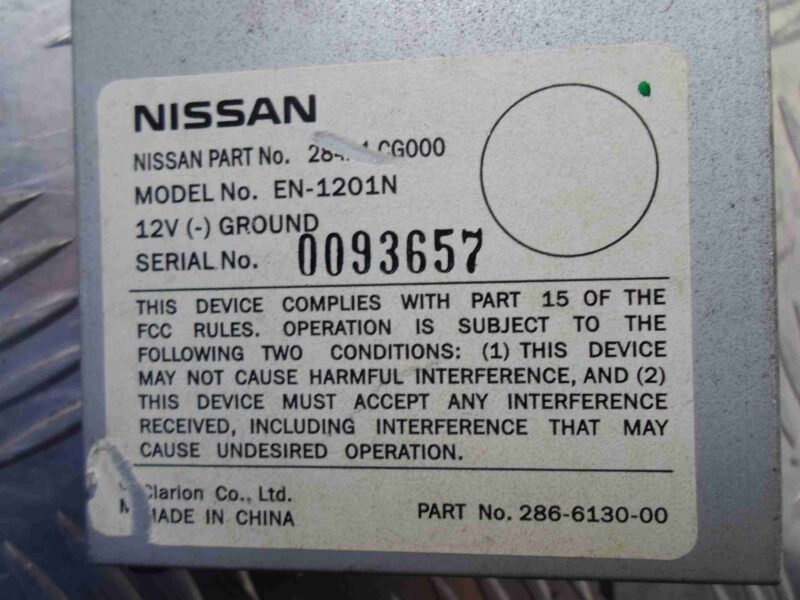 NISSAN
NISSAN PART No. CG000
MODEL No. EN-1201N
12V (-) GROUND
SERIAL No. 0093657
THIS DEVICE COMPLIES WITH PART 15 OF THE
FCC RULES. OPERATION IS SUBJECT TO THE
FOLLOWING TWO CONDITIONS: (1) THIS DEVICE
MAY NOT CAUSE HARMFUL INTERFERENCE, AND (2)
THIS DEVICE MUST ACCEPT ANY INTERFERENCE
RECEIVED, INCLUDING INTERFERENCE THAT MAY
CAUSE UNDESIRED OPERATION.
Clarion Co., Ltd.
MADE IN CHINA PART No. 286-6130-00